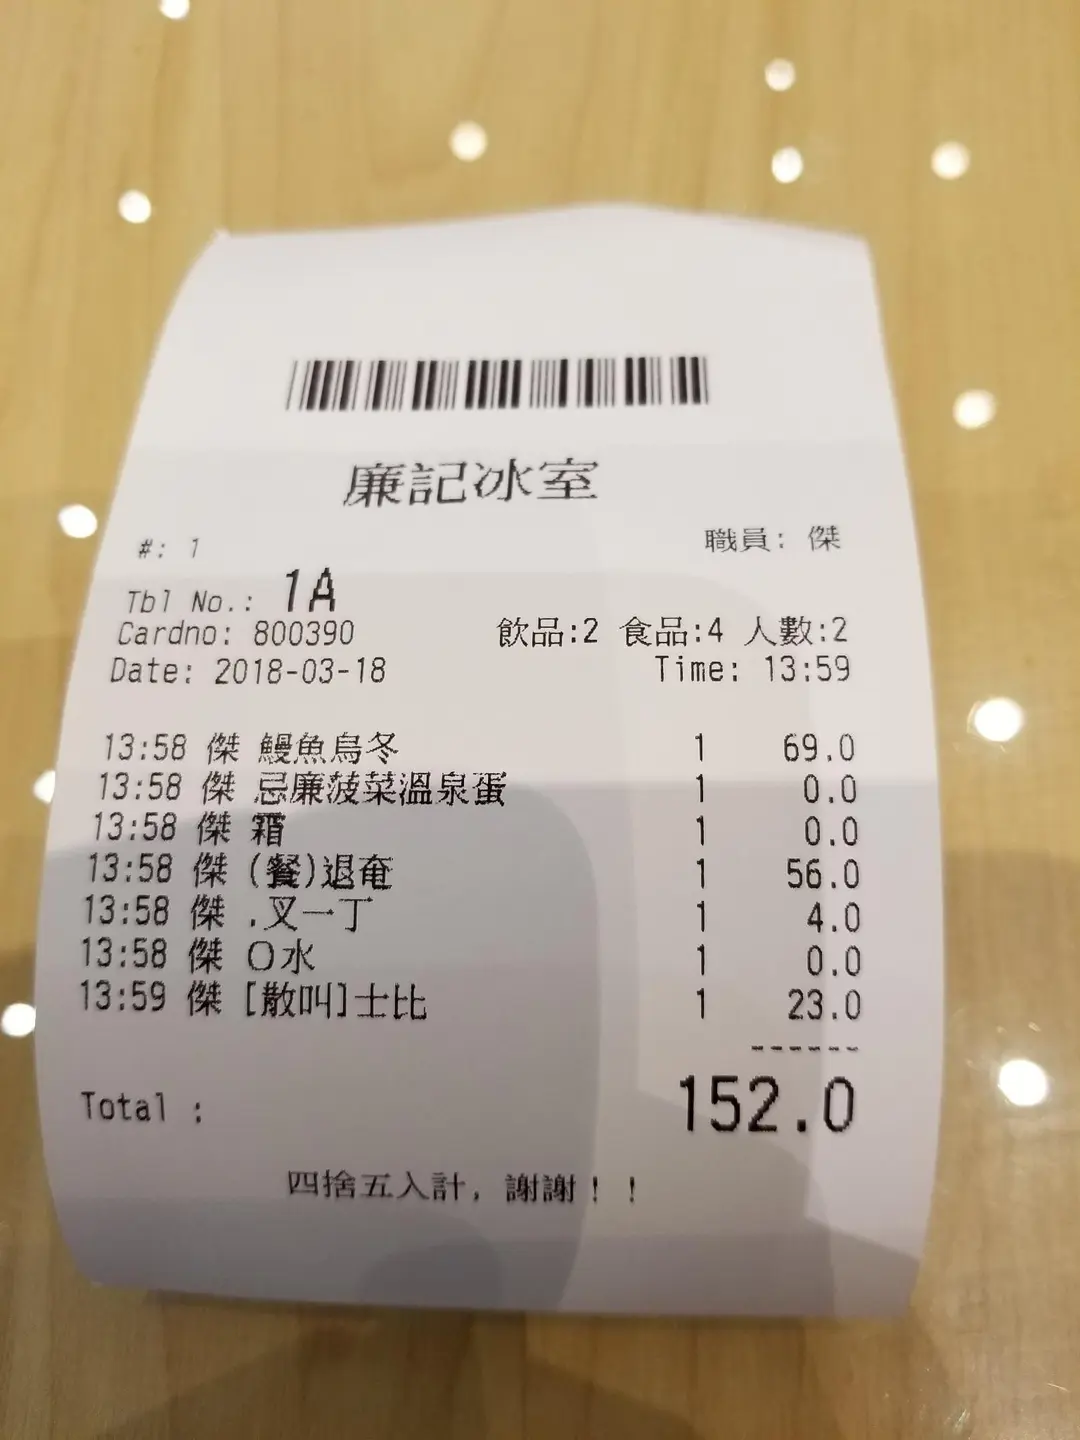 廉記冰室
#: 1 職員: 傑
Tbl No.: 1A
Cardno: 800390 飲品:2 食品:4 人數:2
Date: 2018-03-18 Time: 13:59
13:58 傑 鰻魚烏冬 1 69.0
13:58 傑 忌廉菠菜溫泉蛋 1 0.0
13:58 傑 1 0.0
13:58 傑 (餐)退奄 1 56.0
13:58 傑 .叉一丁 1 4.0
13:58 傑 O水 1 0.0
13:59 傑 [散叫]士比 1 23.0
------
Total : 152.0
四捨五入計, 謝謝! !